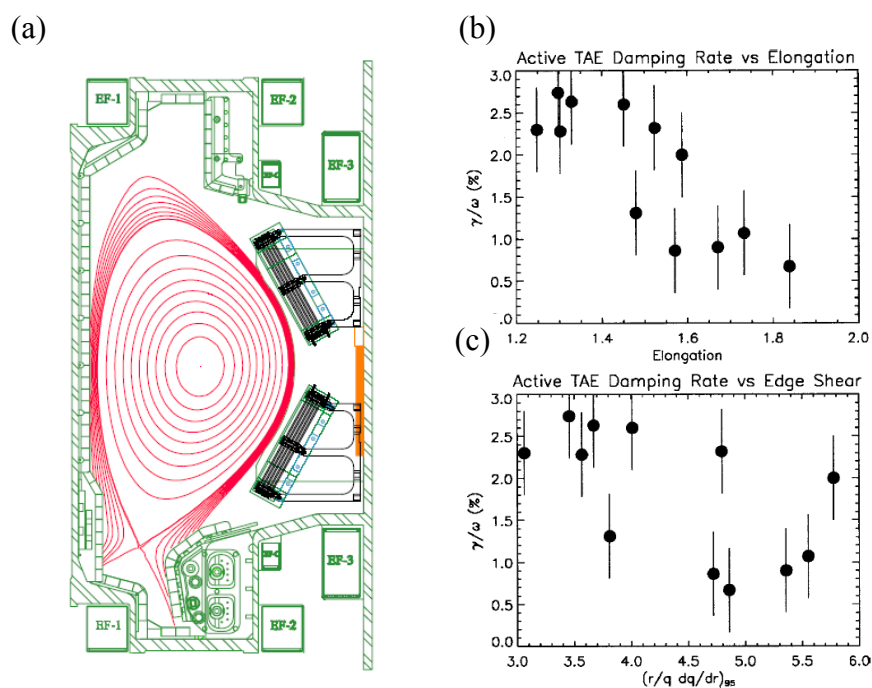 (a)
EF-1
EF-2
EF-3
EF-C
EF-C
EF-3
EF-1
EF-2
(b)
Active TAE Damping Rate vs Elongation
3.0
2.5
2.0
1.5
1.0
0.5
.0
γ/ω (%)
1.2 1.4 1.6 1.8 2.0
Elongation
(c)
Active TAE Damping Rate vs Edge Shear
3.0
2.5
2.0
1.5
1.0
0.5
0.0
γ/ω (%)
3.0 3.5 4.0 4.5 5.0 5.5 6.0
(r/q dq/dr)₉₅